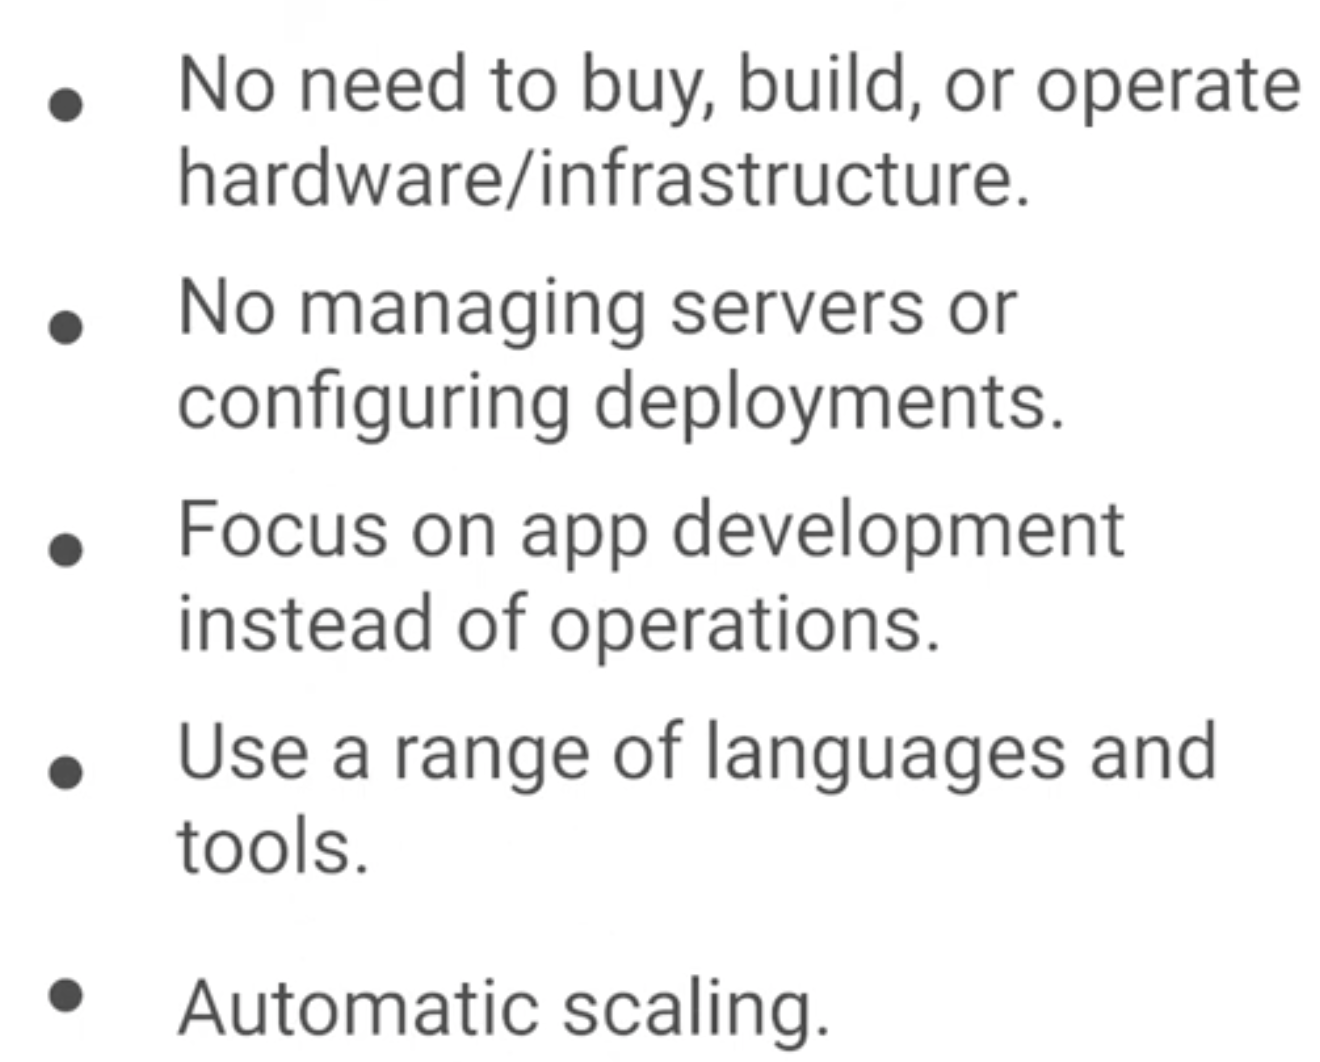 • No need to buy, build, or operate
hardware/infrastructure.
• No managing servers or
configuring deployments.
• Focus on app development
instead of operations.
• Use a range of languages and
tools.
• Automatic scaling.